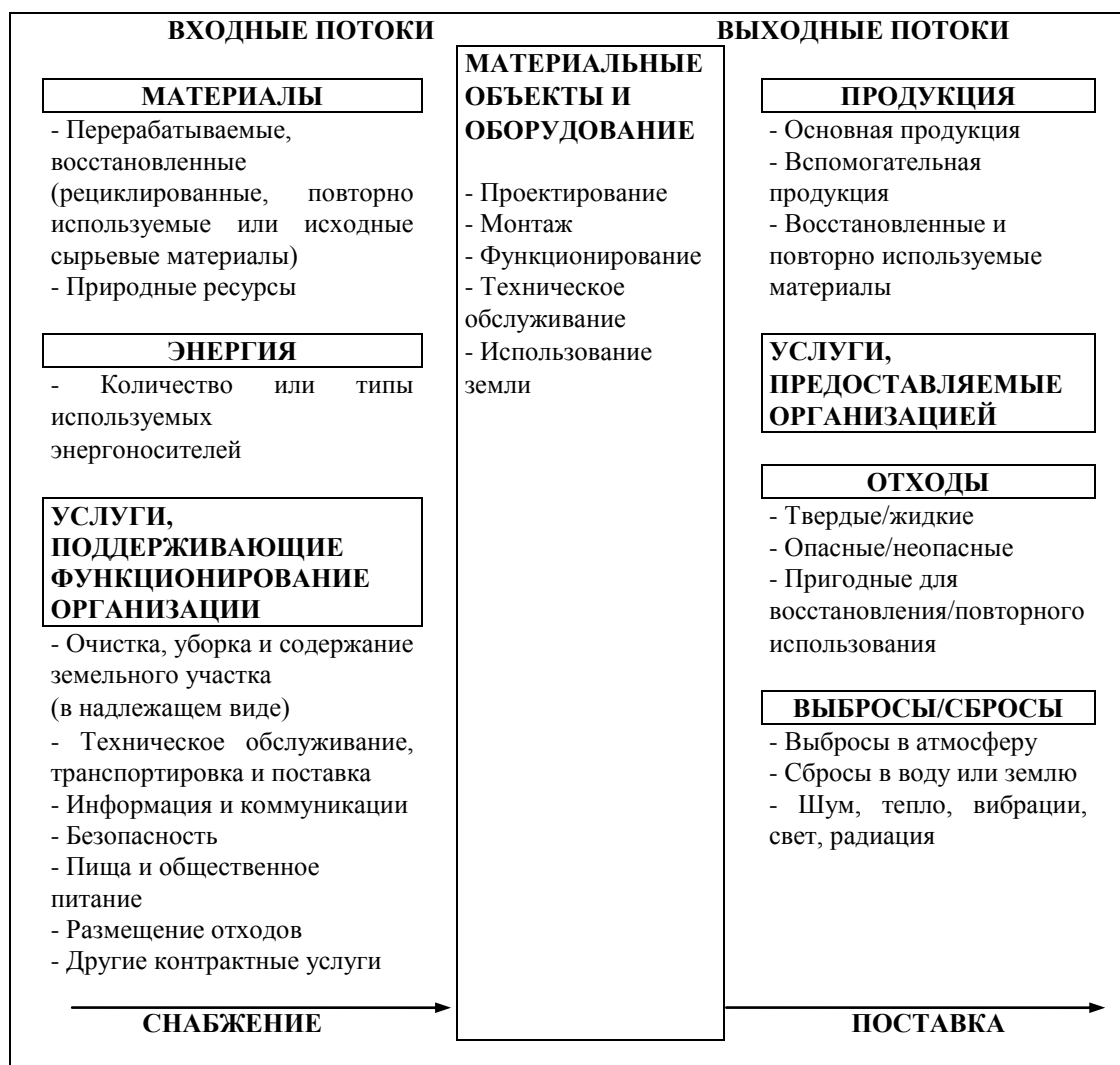 ВХОДНЫЕ ПОТОКИ
МАТЕРИАЛЫ
- Перерабатываемые,
восстановленные
(рециклированные, повторно
используемые или исходные
сырьевые материалы)
- Природные ресурсы
ЭНЕРГИЯ
- Количество или типы
используемых
энергоносителей
УСЛУГИ,
ПОДДЕРЖИВАЮЩИЕ
ФУНКЦИОНИРОВАНИЕ
ОРГАНИЗАЦИИ
- Очистка, уборка и содержание
земельного участка
(в надлежащем виде)
- Техническое обслуживание,
транспортировка и поставка
- Информация и коммуникации
- Безопасность
- Пища и общественное
питание
- Размещение отходов
- Другие контрактные услуги
СНАБЖЕНИЕ
МАТЕРИАЛЬНЫЕ
ОБЪЕКТЫ И
ОБОРУДОВАНИЕ
- Проектирование
- Монтаж
- Функционирование
- Техническое
обслуживание
- Использование
земли
ВЫХОДНЫЕ ПОТОКИ
ПРОДУКЦИЯ
- Основная продукция
- Вспомогательная
продукция
- Восстановленные и
повторно используемые
материалы
УСЛУГИ,
ПРЕДОСТАВЛЯЕМЫЕ
ОРГАНИЗАЦИЕЙ
ОТХОДЫ
- Твердые/жидкие
- Опасные/неопасные
- Пригодные для
восстановления/повторного
использования
ВЫБРОСЫ/СБРОСЫ
- Выбросы в атмосферу
- Сбросы в воду или землю
- Шум, тепло, вибрации,
свет, радиация
ПОСТАВКА